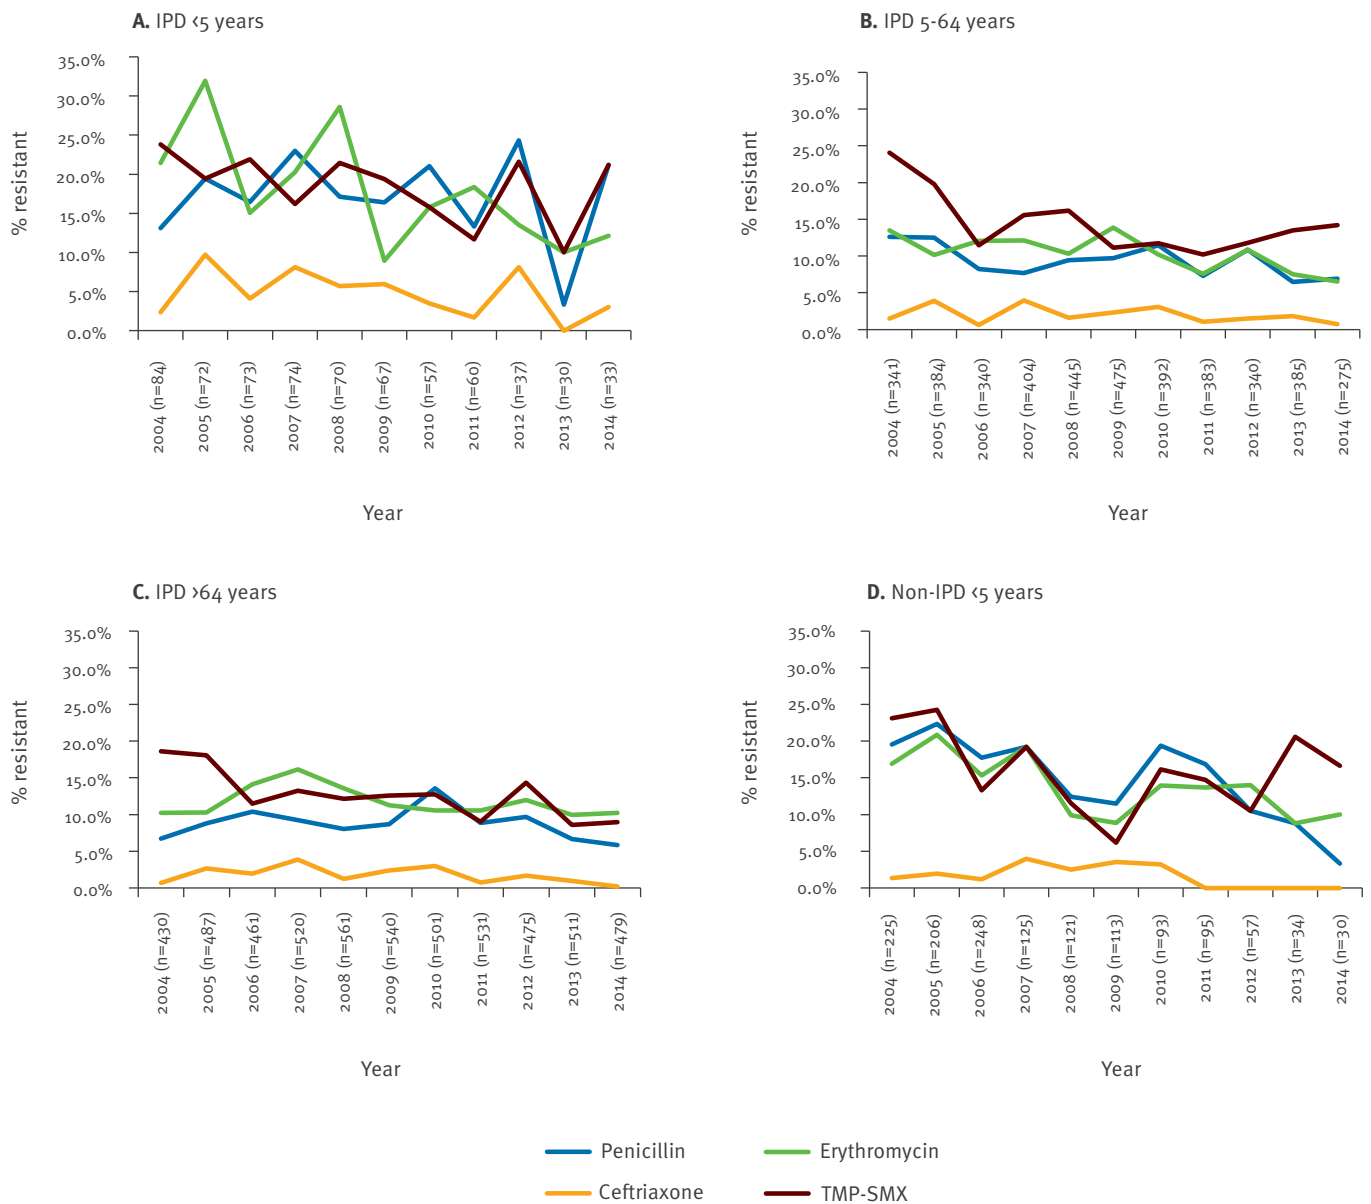 A. IPD <5 years
35.0%
30.0%
25.0%
20.0%
15.0%
10.0%
5.0%
0.0%
% resistant
2004 (n=84)
2005 (n=72)
2006 (n=73)
2007 (n=74)
2008 (n=70)
2009 (n=67)
2010 (n=57)
2011 (n=60)
2012 (n=37)
2013 (n=30)
2014 (n=33)
Year
B. IPD 5-64 years
35.0%
30.0%
25.0%
20.0%
15.0%
10.0%
5.0%
0.0%
% resistant
2004 (n=341)
2005 (n=384)
2006 (n=340)
2007 (n=404)
2008 (n=445)
2009 (n=475)
2010 (n=392)
2011 (n=383)
2012 (n=340)
2013 (n=385)
2014 (n=275)
Year
C. IPD >64 years
35.0%
30.0%
25.0%
20.0%
15.0%
10.0%
5.0%
0.0%
% resistant
2004 (n=430)
2005 (n=487)
2006 (n=461)
2007 (n=520)
2008 (n=561)
2009 (n=540)
2010 (n=501)
2011 (n=531)
2012 (n=475)
2013 (n=511)
2014 (n=479)
Year
D. Non-IPD <5 years
35.0%
30.0%
25.0%
20.0%
15.0%
10.0%
5.0%
0.0%
% resistant
2004 (n=225)
2005 (n=206)
2006 (n=248)
2007 (n=125)
2008 (n=121)
2009 (n=113)
2010 (n=93)
2011 (n=95)
2012 (n=57)
2013 (n=34)
2014 (n=30)
Year
Penicillin
Erythromycin
Ceftriaxone
TMP-SMX